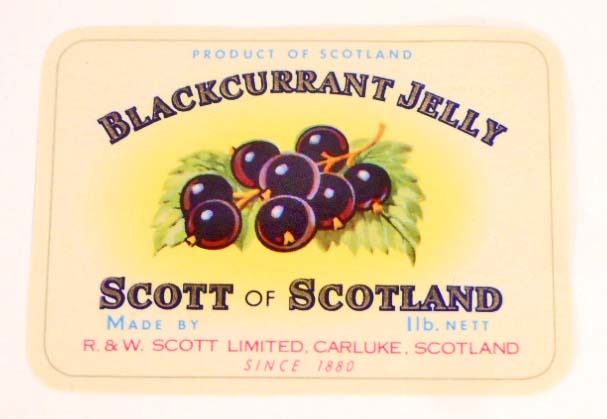 PRODUCT OF SCOTLAND
BLACKCURRANT JELLY
SCOTT OF SCOTLAND
MADE BY 1lb. NETT
R. & W. SCOTT LIMITED, CARLUKE, SCOTLAND
SINCE 1880